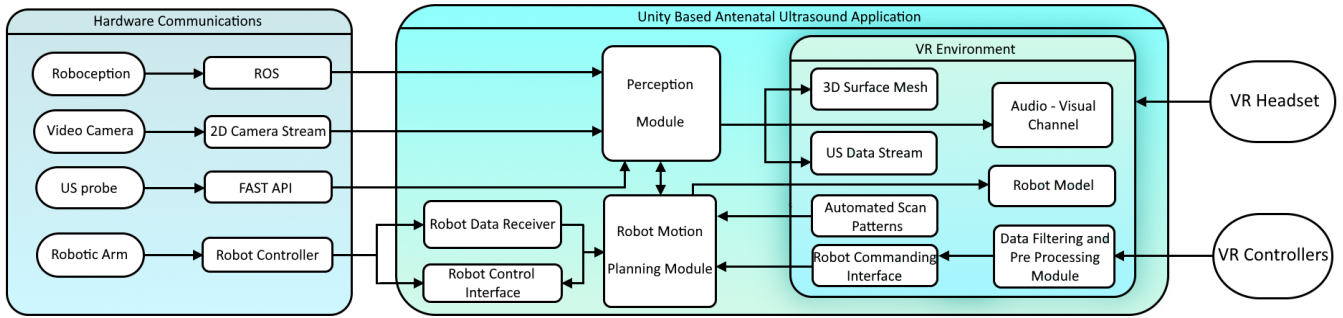 Hardware Communications
Roboception
ROS
Video Camera
2D Camera Stream
US probe
FAST API
Robotic Arm
Robot Controller
Unity Based Antenatal Ultrasound Application
Perception
Module
Robot Data Receiver
Robot Control
Interface
Robot Motion
Planning Module
VR Environment
3D Surface Mesh
US Data Stream
Audio - Visual
Channel
Robot Model
Automated Scan
Patterns
Robot Commanding
Interface
Data Filtering and
Pre Processing
Module
VR Headset
VR Controllers